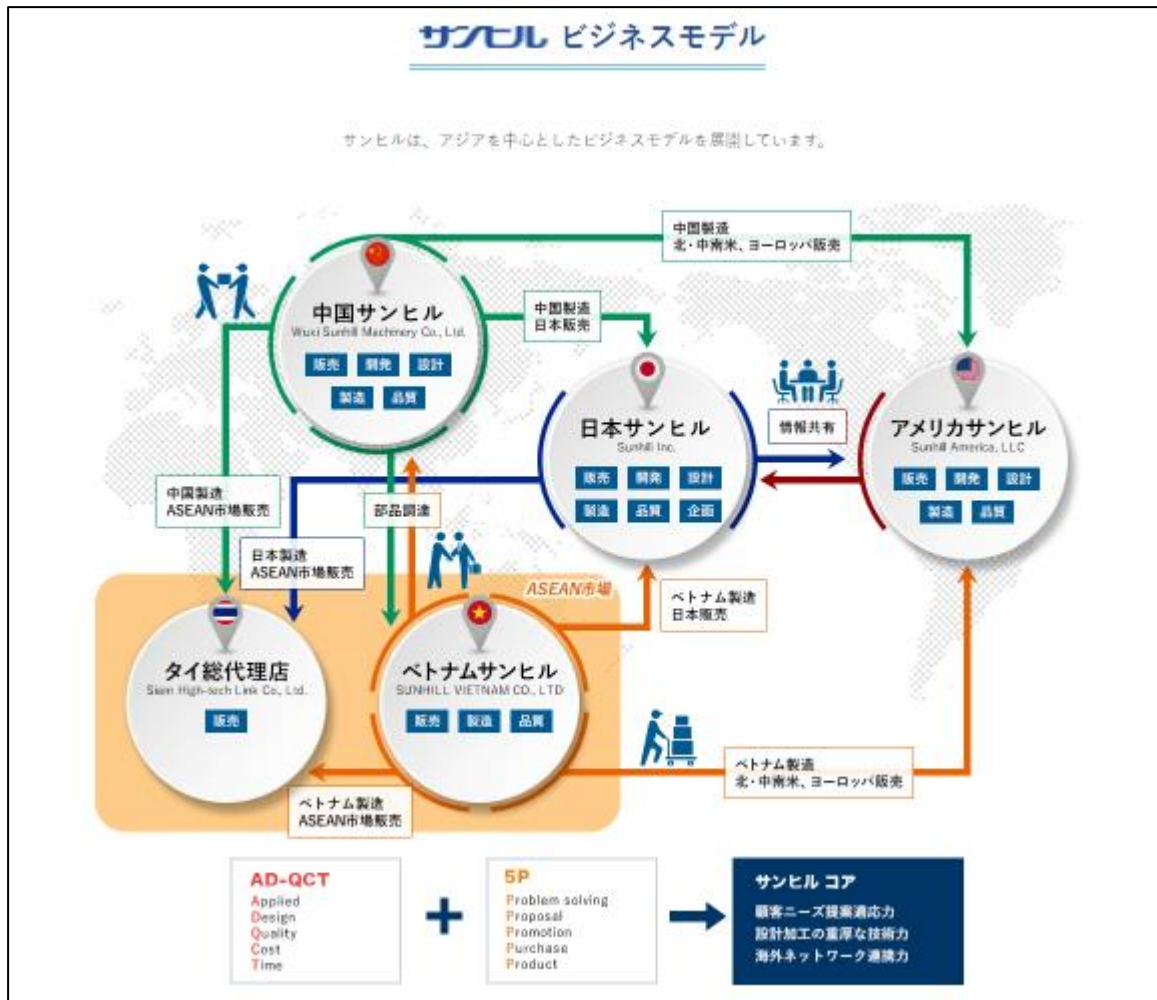 サンヒル ビジネスモデル
サンヒルは、アジアを中心としたビジネスモデルを展開しています。
中国製造
北・中南米、ヨーロッパ販売
中国サンヒル
Wuxi Sunhill Machinery Co., Ltd.
販売 開発 設計
製造 品質
中国製造
日本販売
日本サンヒル
Sunhill Inc.
販売 開発 設計
製造 品質 企画
情報共有
アメリカサンヒル
Sunhill America, LLC
販売 開発 設計
製造 品質
中国製造
ASEAN市場販売
部品調達
日本製造
ASEAN市場販売
ASEAN市場
ベトナム製造
日本販売
タイ総代理店
Siam High-tech Link Co., Ltd.
販売
ベトナムサンヒル
SUNHILL VIETNAM CO., LTD
販売 製造 品質
ベトナム製造
北・中南米、ヨーロッパ販売
ベトナム製造
ASEAN市場販売
AD-QCT
Applied
Design
Quality
Cost
Time
5P
Problem solving
Proposal
Promotion
Purchase
Product
サンヒル コア
顧客ニーズ提案適応力
設計加工の重厚な技術力
海外ネットワーク連携力